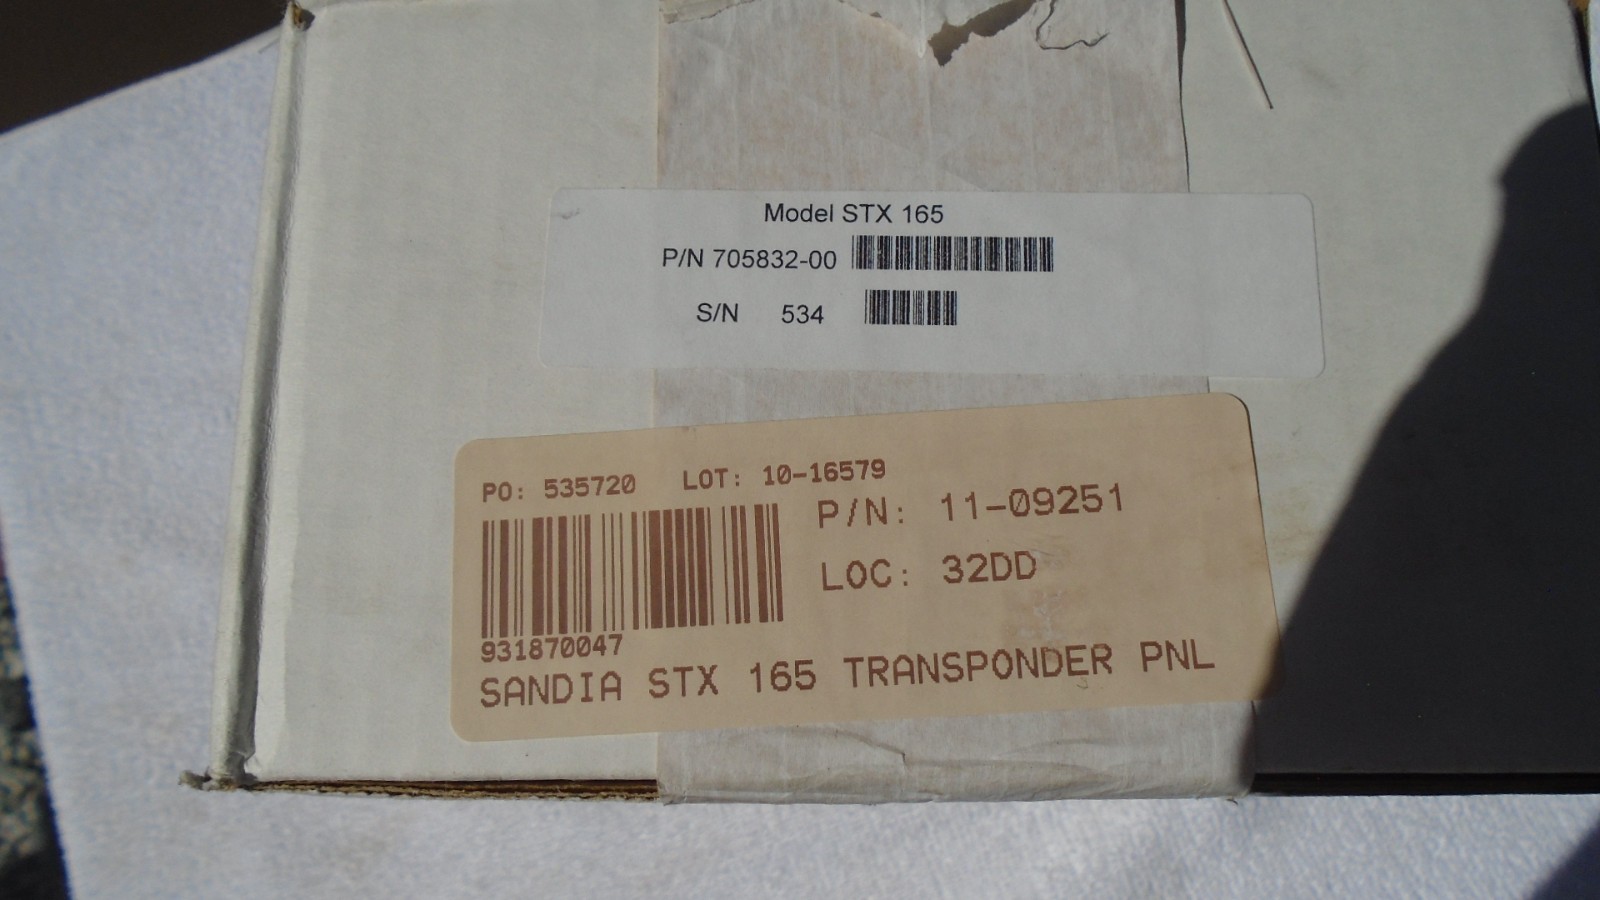 Model STX 165
P/N 705832-00
S/N 534
PO: 535720 LOT: 10-16579
P/N: 11-09251
LOC: 32DD
931870047
SANDIA STX 165 TRANSPONDER PNL